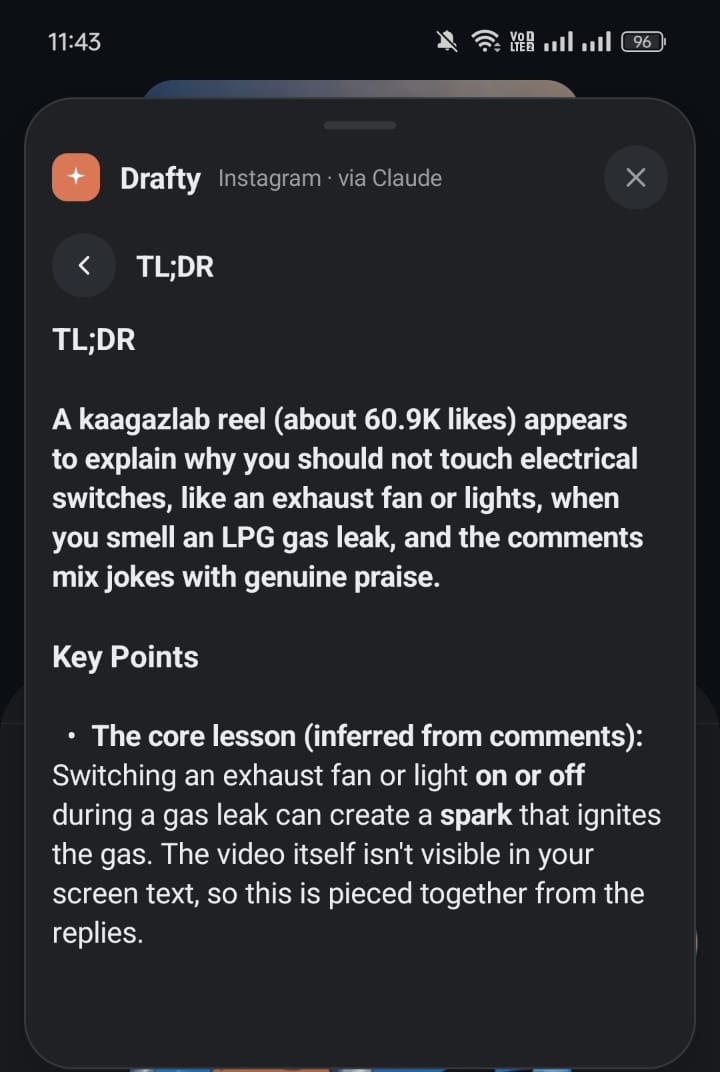 11:43
Vo
LTE2
96
Drafty Instagram · via Claude
TL;DR
TL;DR
A kaagazlab reel (about 60.9K likes) appears
to explain why you should not touch electrical
switches, like an exhaust fan or lights, when
you smell an LPG gas leak, and the comments
mix jokes with genuine praise.
Key Points
• The core lesson (inferred from comments):
Switching an exhaust fan or light on or off
during a gas leak can create a spark that ignites
the gas. The video itself isn't visible in your
screen text, so this is pieced together from the
replies.